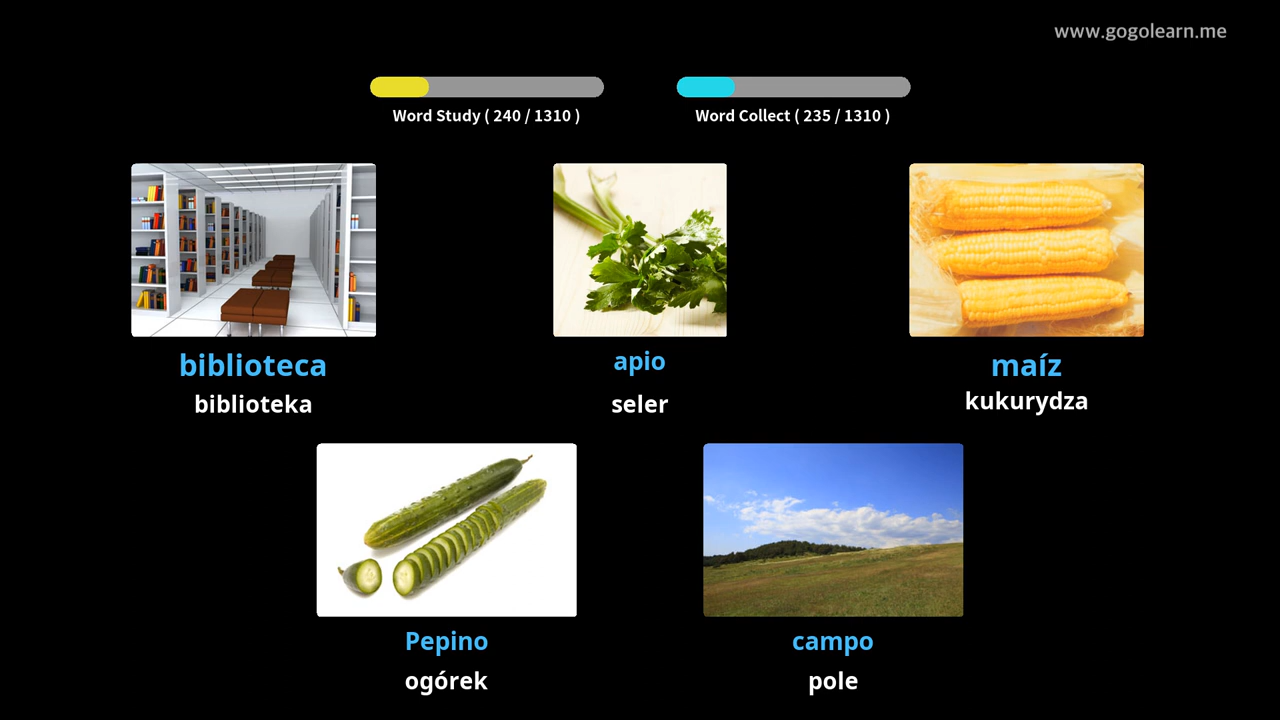 www.gogolearn.me
Word Study ( 240 / 1310 )
Word Collect ( 235 / 1310 )
biblioteca
biblioteka
apio
seler
maíz
kukurydza
Pepino
ogórek
campo
pole